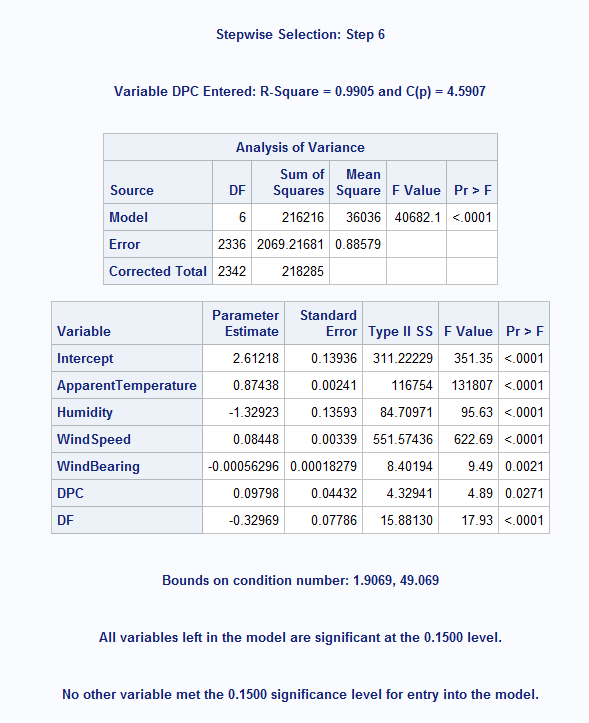 Stepwise Selection: Step 6
Variable DPC Entered: R-Square = 0.9905 and C(p) = 4.5907
Analysis of Variance
Source DF Sum of Squares Mean Square F Value Pr > F
Model 6 216216 36036 40682.1 <.0001
Error 2336 2069.21681 0.88579
Corrected Total 2342 218285
Variable Parameter Estimate Standard Error Type II SS F Value Pr > F
Intercept 2.61218 0.13936 311.22229 351.35 <.0001
ApparentTemperature 0.87438 0.00241 116754 131807 <.0001
Humidity -1.32923 0.13593 84.70971 95.63 <.0001
WindSpeed 0.08448 0.00339 551.57436 622.69 <.0001
WindBearing -0.00056296 0.00018279 8.40194 9.49 0.0021
DPC 0.09798 0.04432 4.32941 4.89 0.0271
DF -0.32969 0.07786 15.88130 17.93 <.0001
Bounds on condition number: 1.9069, 49.069
All variables left in the model are significant at the 0.1500 level.
No other variable met the 0.1500 significance level for entry into the model.